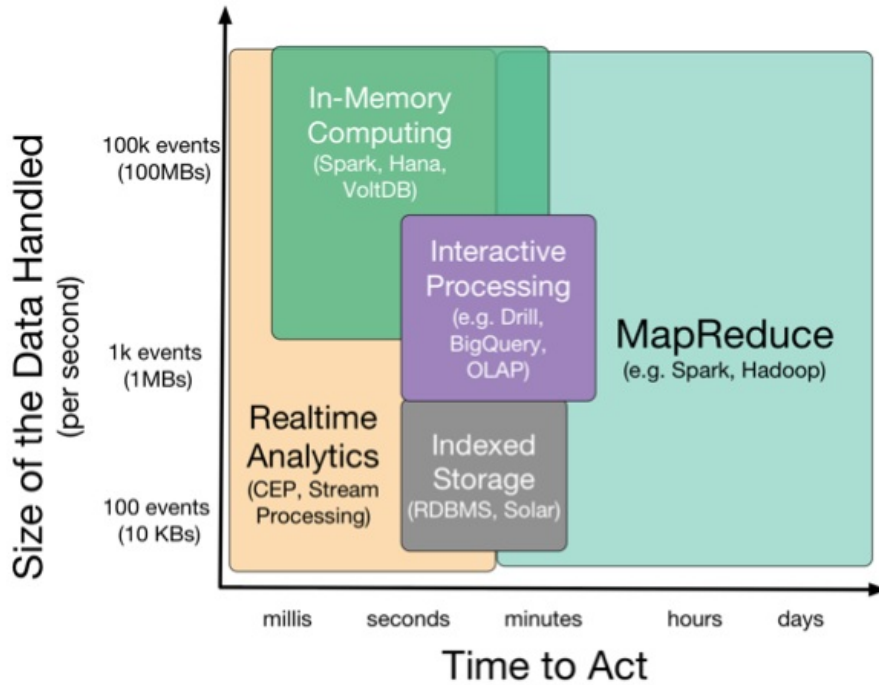 Size of the Data Handled
(per second)
100k events
(100MBs)
1k events
(1MBs)
100 events
(10 KBs)
In-Memory
Computing
(Spark, Hana,
VoltDB)
Interactive
Processing
(e.g. Drill,
BigQuery,
OLAP)
MapReduce
(e.g. Spark, Hadoop)
Realtime
Analytics
(CEP, Stream
Processing)
Indexed
Storage
(RDBMS, Solar)
millis
seconds
minutes
hours
days
Time to Act